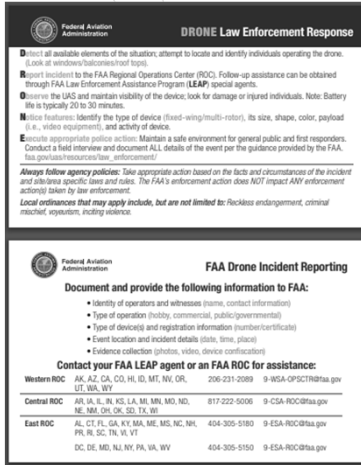 Federal Aviation
Administration
DRONE Law Enforcement Response
Detect all available elements of the situation; attempt to locate and identify individuals operating the drone.
(Look at windows/balconies/roof tops).
Report incident to the FAA Regional Operations Center (ROC). Follow-up assistance can be obtained
through FAA Law Enforcement Assistance Program (LEAP) special agents.
Observe the UAS and maintain visibility of the device; look for damage or injured individuals. Note: Battery
life is typically 20 to 30 minutes.
Notice features: Identify the type of device (fixed-wing/multi-rotor), its size, shape, color, payload
(i.e., video equipment), and activity of device.
Execute appropriate police action: Maintain a safe environment for general public and first responders.
Conduct a field interview and document ALL details of the event per the guidance provided by the FAA.
faa.gov/uas/resources/law_enforcement/
Always follow agency policies: Take appropriate action based on the facts and circumstances of the incident
and site/area specific laws and rules. The FAA's enforcement action does NOT impact ANY enforcement
action(s) taken by law enforcement.
Local ordinances that may apply include, but are not limited to: Reckless endangerment, criminal
mischief, voyeurism, inciting violence.
Federal Aviation
Administration
FAA Drone Incident Reporting
Document and provide the following information to FAA:
• Identity of operators and witnesses (name, contact information)
• Type of operation (hobby, commercial, public/governmental)
• Type of device(s) and registration information (number/certificate)
• Event location and incident details (date, time, place)
• Evidence collection (photos, video, device confiscation)
Contact your FAA LEAP agent or an FAA ROC for assistance:
Western ROC AK, AZ, CA, CO, HI, ID, MT, NV, OR, 206-231-2089 9-WSA-OPSCTR@faa.gov
UT, WA, WY
Central ROC AR, IA, IL, IN, KS, LA, MI, MN, MO, ND, 817-222-5006 9-CSA-ROC@faa.gov
NE, NM, OH, OK, SD, TX, WI
East ROC AL, CT, FL, GA, KY, MA, ME, MS, NC, NH, 404-305-5180 9-ESA-ROC@faa.gov
PR, RI, SC, TN, VI, VT
DC, DE, MD, NJ, NY, PA, VA, WV 404-305-5150 9-ESA-ROC@faa.gov